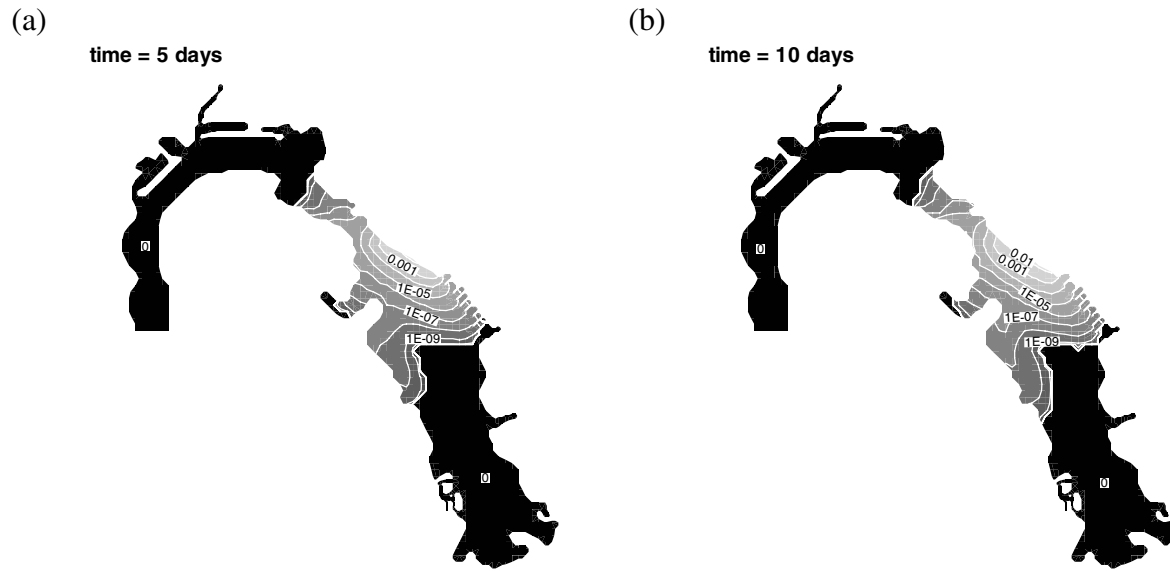 (a)
time = 5 days
0
0.001
1E-05
1E-07
1E-09
0
(b)
time = 10 days
0
0.01
0.001
1E-05
1E-07
1E-09
0